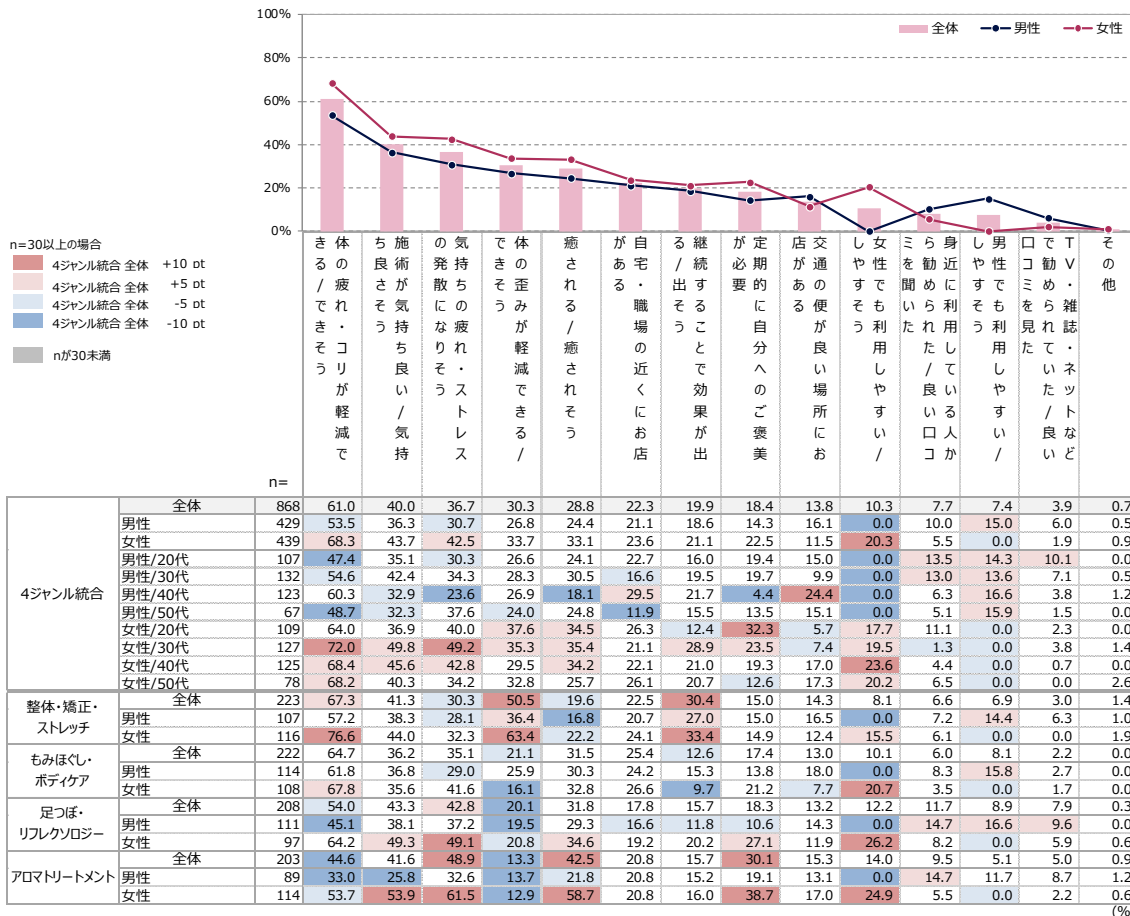 100%
80%
60%
40%
20%
0%
全体 男性 女性
n=30以上の場合
4ジャンル統合 全体 +10 pt
4ジャンル統合 全体 +5 pt
4ジャンル統合 全体 -5 pt
4ジャンル統合 全体 -10 pt
nが30未満
体の疲れ・コリが軽減で
きる/できそう
施術が気持ち良い/気持
ち良さそう
気持ちの疲れ・ストレス
の発散になりそう
体の歪みが軽減できる/
できそう
癒される/癒されそう
自宅・職場の近くにお店
がある
継続することで効果が出
る/出そう
定期的に自分へのご褒美
が必要
交通の便が良い場所にお
店がある
女性でも利用しやすい/
しやすそう
身近に利用している人か
ら勧められた/良い口コ
ミを聞いた
男性でも利用しやすい/
しやすそう
TV・雑誌・ネットなど
で勧められていた/良い
口コミを見た
その他
n=
4ジャンル統合
全体 868 61.0 40.0 36.7 30.3 28.8 22.3 19.9 18.4 13.8 10.3 7.7 7.4 3.9 0.7
男性 429 53.5 36.3 30.7 26.8 24.4 21.1 18.6 14.3 16.1 0.0 10.0 15.0 6.0 0.5
女性 439 68.3 43.7 42.5 33.7 33.1 23.6 21.1 22.5 11.5 20.3 5.5 0.0 1.9 0.9
男性/20代 107 47.4 35.1 30.3 26.6 24.1 22.7 16.0 19.4 15.0 0.0 13.5 14.3 10.1 0.0
男性/30代 132 54.6 42.4 34.3 28.3 30.5 16.6 19.5 19.7 9.9 0.0 13.0 13.6 7.1 0.5
男性/40代 123 60.3 32.9 23.6 26.9 18.1 29.5 21.7 4.4 24.4 0.0 6.3 16.6 3.8 1.2
男性/50代 67 48.7 32.3 37.6 24.0 24.8 11.9 15.5 13.5 15.1 0.0 5.1 15.9 1.5 0.0
女性/20代 109 64.0 36.9 40.0 37.6 34.5 26.3 12.4 32.3 5.7 17.7 11.1 0.0 2.3 0.0
女性/30代 127 72.0 49.8 49.2 35.3 35.4 21.1 28.9 23.5 7.4 19.5 1.3 0.0 3.8 1.4
女性/40代 125 68.4 45.6 42.8 29.5 34.2 22.1 21.0 19.3 17.0 23.6 4.4 0.0 0.7 0.0
女性/50代 78 68.2 40.3 34.2 32.8 25.7 26.1 20.7 12.6 17.3 20.2 6.5 0.0 0.0 2.6
整体・矯正・
ストレッチ
全体 223 67.3 41.3 30.3 50.5 19.6 22.5 30.4 15.0 14.3 8.1 6.6 6.9 3.0 1.4
男性 107 57.2 38.3 28.1 36.4 16.8 20.7 27.0 15.0 16.5 0.0 7.2 14.4 6.3 1.0
女性 116 76.6 44.0 32.3 63.4 22.2 24.1 33.4 14.9 12.4 15.5 6.1 0.0 0.0 1.9
もみほぐし・
ボディケア
全体 222 64.7 36.2 35.1 21.1 31.5 25.4 12.6 17.4 13.0 10.1 6.0 8.1 2.2 0.0
男性 114 61.8 36.8 29.0 25.9 30.3 24.2 15.3 13.8 18.0 0.0 8.3 15.8 2.7 0.0
女性 108 67.8 35.6 41.6 16.1 32.8 26.6 9.7 21.2 7.7 20.7 3.5 0.0 1.7 0.0
足つぼ・
リフレクソロジー
全体 208 54.0 43.3 42.8 20.1 31.8 17.8 15.7 18.3 13.2 12.2 11.7 8.9 7.9 0.3
男性 111 45.1 38.1 37.2 19.5 29.3 16.6 11.8 10.6 14.3 0.0 14.7 16.6 9.6 0.0
女性 97 64.2 49.3 49.1 20.8 34.6 19.2 20.2 27.1 11.9 26.2 8.2 0.0 5.9 0.6
アロマトリートメント
全体 203 44.6 41.6 48.9 13.3 42.5 20.8 15.7 30.1 15.3 14.0 9.5 5.1 5.0 0.9
男性 89 33.0 25.8 32.6 13.7 21.8 20.8 15.2 19.1 13.1 0.0 14.7 11.7 8.7 1.2
女性 114 53.7 53.9 61.5 12.9 58.7 20.8 16.0 38.7 17.0 24.9 5.5 0.0 2.2 0.6
(%)